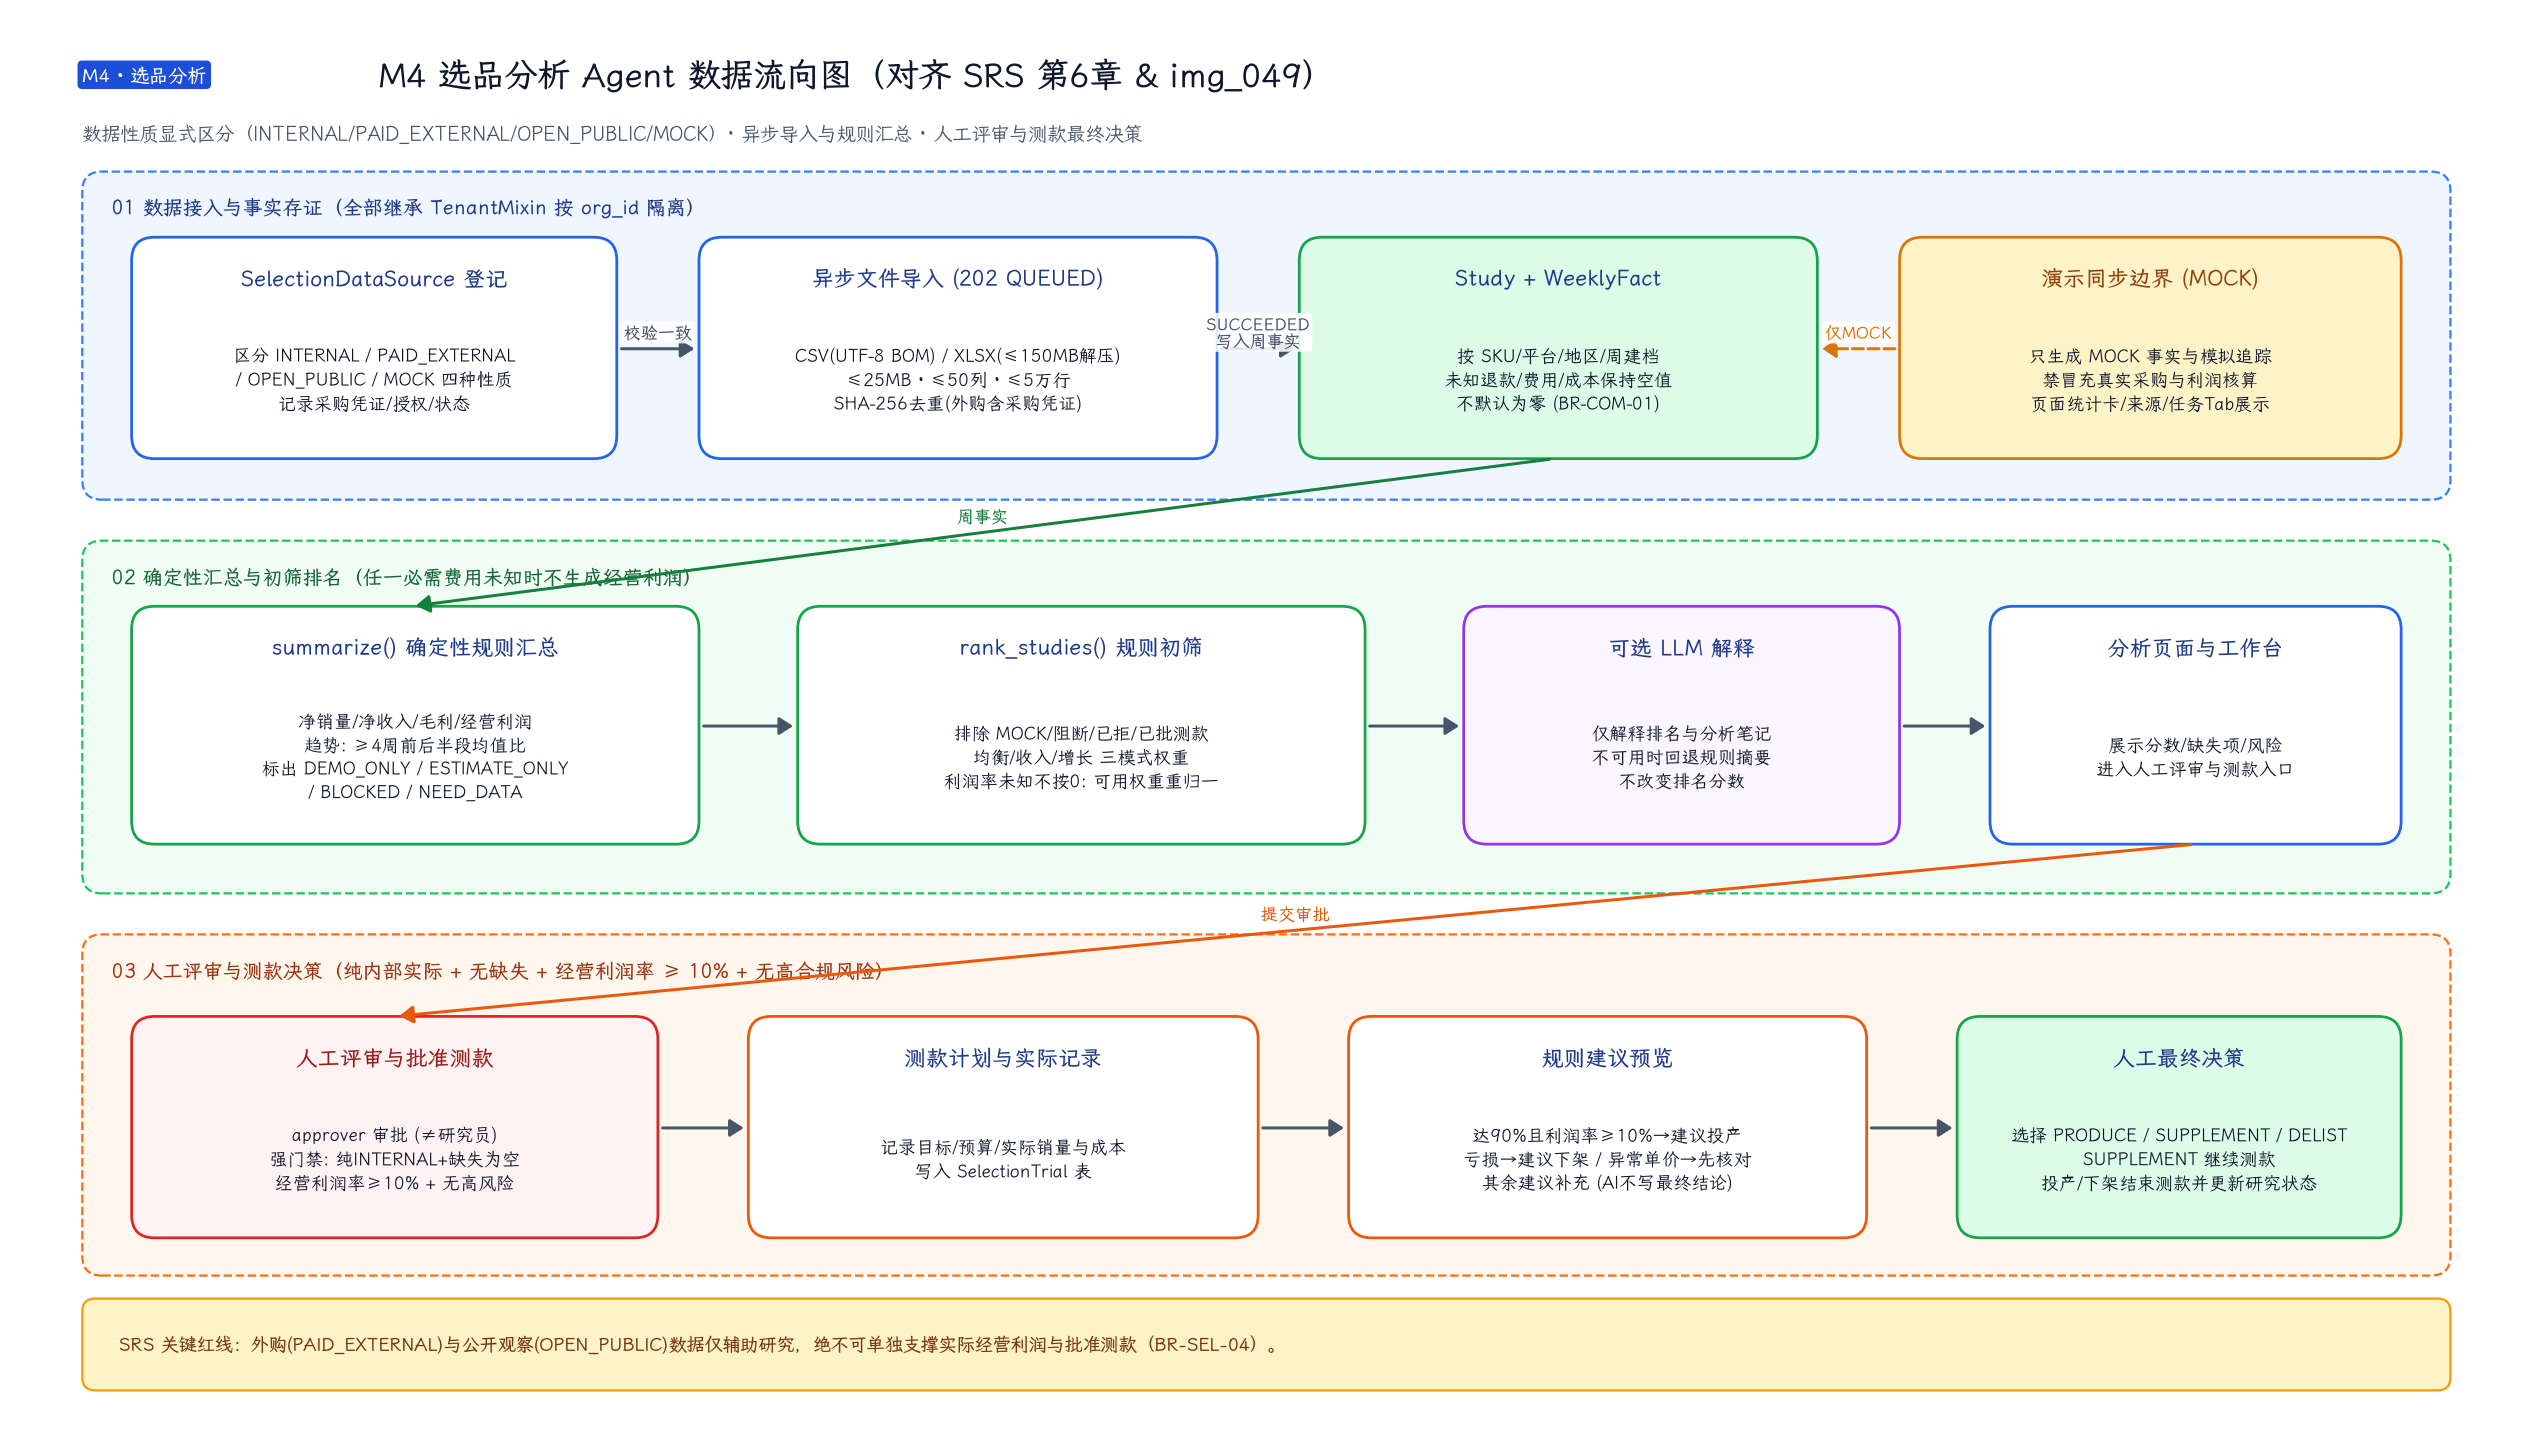 M4・选品分析
M4 选品分析 Agent 数据流向图（对齐 SRS 第6章 & img_049）
数据性质显式区分（INTERNAL/PAID_EXTERNAL/OPEN_PUBLIC/MOCK）・异步导入与规则汇总・人工评审与测款最终决策
01 数据接入与事实存证（全部继承 TenantMixin 按 org_id 隔离）
SelectionDataSource 登记
区分 INTERNAL / PAID_EXTERNAL
/ OPEN_PUBLIC / MOCK 四种性质
记录采购凭证/授权/状态
校验一致
异步文件导入 (202 QUEUED)
CSV(UTF-8 BOM) / XLSX(≤150MB解压)
≤25MB・≤50列・≤5万行
SHA-256去重(外购含采购凭证)
SUCCEEDED
写入周事实
Study + WeeklyFact
按 SKU/平台/地区/周建档
未知退款/费用/成本保持空值
不默认为零 (BR-COM-01)
仅MOCK
演示同步边界 (MOCK)
只生成 MOCK 事实与模拟追踪
禁冒充真实采购与利润核算
页面统计卡/来源/任务Tab展示
周事实
02 确定性汇总与初筛排名（任一必需费用未知时不生成经营利润）
summarize() 确定性规则汇总
净销量/净收入/毛利/经营利润
趋势: ≥4周前后半段均值比
标出 DEMO_ONLY / ESTIMATE_ONLY
/ BLOCKED / NEED_DATA
rank_studies() 规则初筛
排除 MOCK/阻断/已拒/已批测款
均衡/收入/增长 三模式权重
利润率未知不按0: 可用权重重归一
可选 LLM 解释
仅解释排名与分析笔记
不可用时回退规则摘要
不改变排名分数
分析页面与工作台
展示分数/缺失项/风险
进入人工评审与测款入口
提交审批
03 人工评审与测款决策（纯内部实际 + 无缺失 + 经营利润率 ≥ 10% + 无高合规风险）
人工评审与批准测款
approver 审批 (≠研究员)
强门禁: 纯INTERNAL+缺失为空
经营利润率≥10% + 无高风险
测款计划与实际记录
记录目标/预算/实际销量与成本
写入 SelectionTrial 表
规则建议预览
达90%且利润率≥10%→建议投产
亏损→建议下架 / 异常单价→先核对
其余建议补充 (AI不写最终结论)
人工最终决策
选择 PRODUCE / SUPPLEMENT / DELIST
SUPPLEMENT 继续测款
投产/下架结束测款并更新研究状态
SRS 关键红线：外购(PAID_EXTERNAL)与公开观察(OPEN_PUBLIC)数据仅辅助研究，绝不可单独支撑实际经营利润与批准测款（BR-SEL-04）。